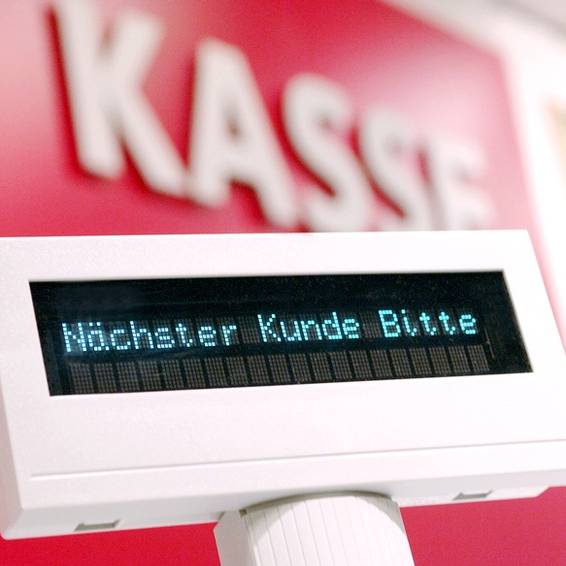 KASSE
Nächster Kunde Bitte